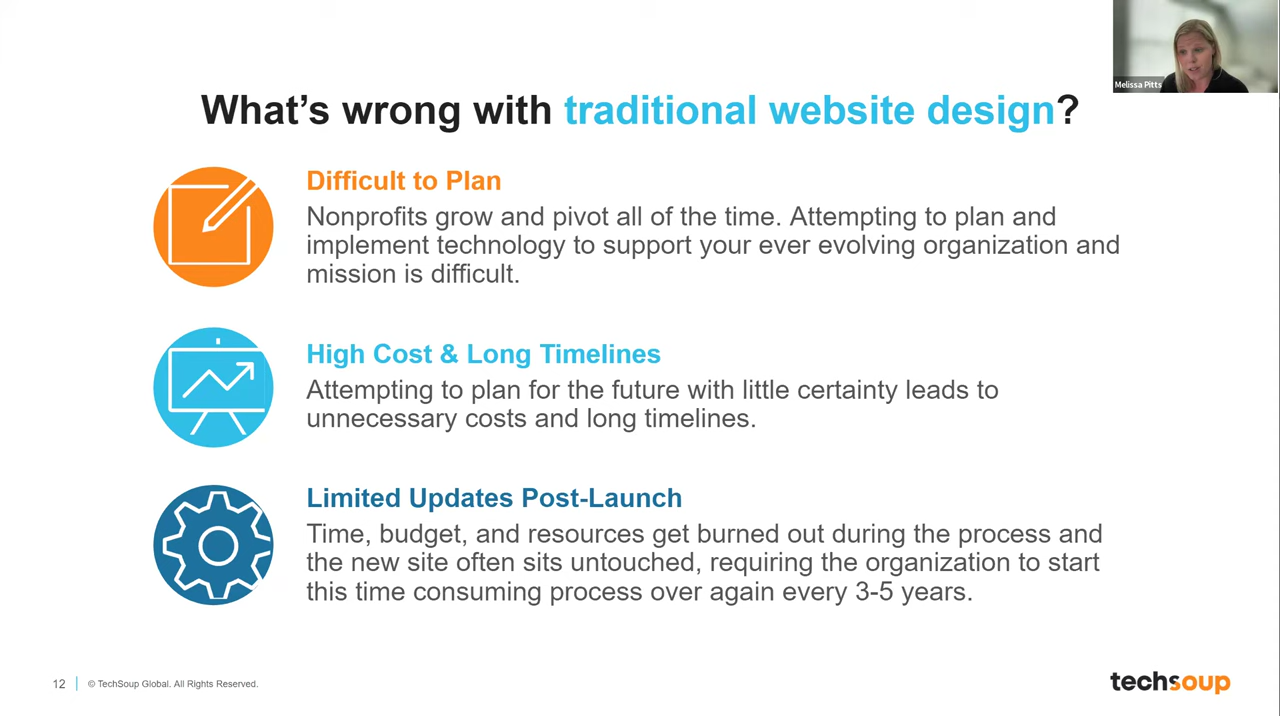 Melissa Pitts
What's wrong with traditional website design?
Difficult to Plan
Nonprofits grow and pivot all of the time. Attempting to plan and
implement technology to support your ever evolving organization and
mission is difficult.
High Cost & Long Timelines
Attempting to plan for the future with little certainty leads to
unnecessary costs and long timelines.
Limited Updates Post-Launch
Time, budget, and resources get burned out during the process and
the new site often sits untouched, requiring the organization to start
this time consuming process over again every 3-5 years.
12
© TechSoup Global. All Rights Reserved.
techsoup